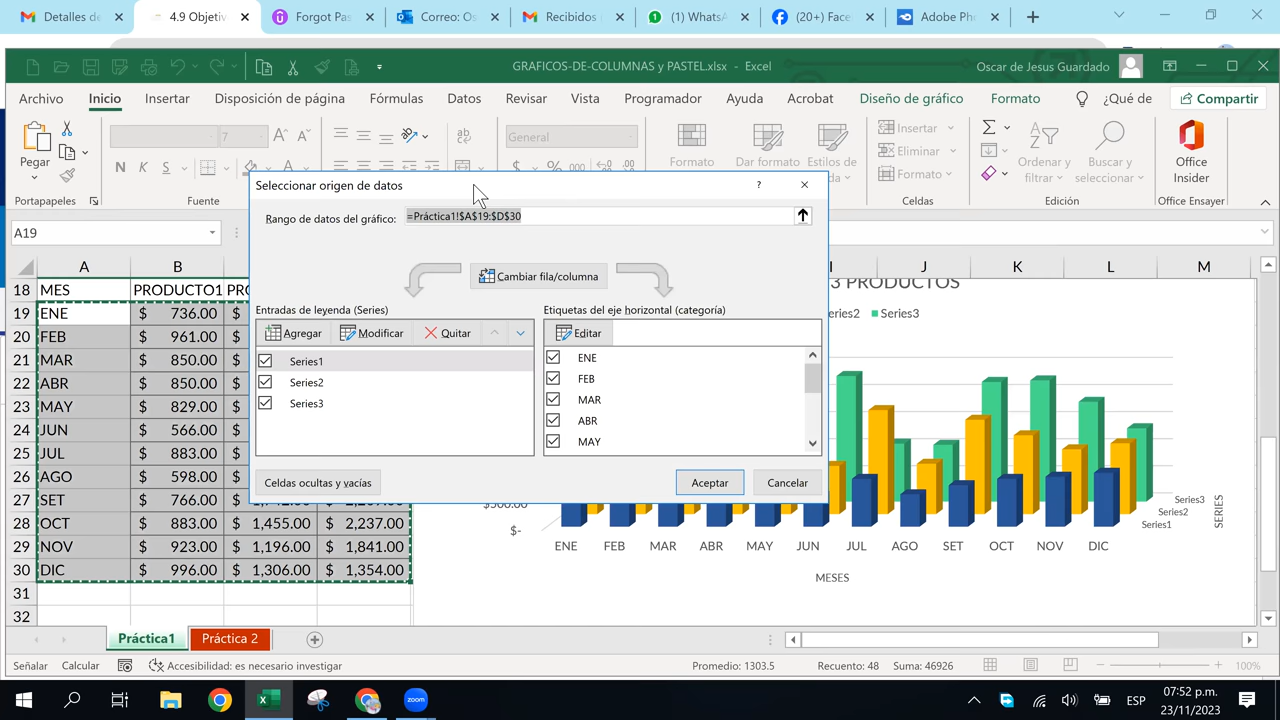 Detalles de
4.9 Objetiv
Forgot Pas
Correo: Os
Recibidos
(1) WhatsA
(20+) Face
Adobe Pho
GRAFICOS-DE-COLUMNAS y PASTEL.xlsx - Excel
Oscar de Jesus Guardado
Archivo Inicio Insertar Disposición de página Fórmulas Datos Revisar Vista Programador Ayuda Acrobat Diseño de gráfico Formato ¿Qué de Compartir
Pegar
7
N K S
General
Formato
Dar formato
Estilos de
Insertar
Eliminar
Formato
Ordenar y
filtrar
Buscar y
seleccionar
Office
Insider
Portapapeles Fuente Celdas Edición Office Ensayer
A19
Seleccionar origen de datos
Rango de datos del gráfico: =Práctica1!$A$19:$D$30
Cambiar fila/columna
Entradas de leyenda (Series)
Agregar Modificar Quitar
Series1
Series2
Series3
Etiquetas del eje horizontal (categoría)
Editar
ENE
FEB
MAR
ABR
MAY
Celdas ocultas y vacías
Aceptar Cancelar
A B I J K L M
18 MES PRODUCTO1
19 ENE $ 736.00 $
20 FEB $ 961.00 $
21 MAR $ 850.00 $
22 ABR $ 850.00 $
23 MAY $ 829.00 $
24 JUN $ 566.00 $
25 JUL $ 883.00 $
26 AGO $ 598.00 $
27 SET $ 766.00 $
28 OCT $ 883.00 $ 1,455.00 $ 2,237.00
29 NOV $ 923.00 $ 1,196.00 $ 1,841.00
30 DIC $ 996.00 $ 1,306.00 $ 1,354.00
31
32
3 PRODUCTOS
Series3
$-
ENE FEB MAR ABR MAY JUN JUL AGO SET OCT NOV DIC
MESES
Series3
Series2
Series1
SERIES
Práctica1 Práctica 2
Señalar Calcular Accesibilidad: es necesario investigar Promedio: 1303.5 Recuento: 48 Suma: 46926 100%
zoom
ESP
07:52 p.m.
23/11/2023